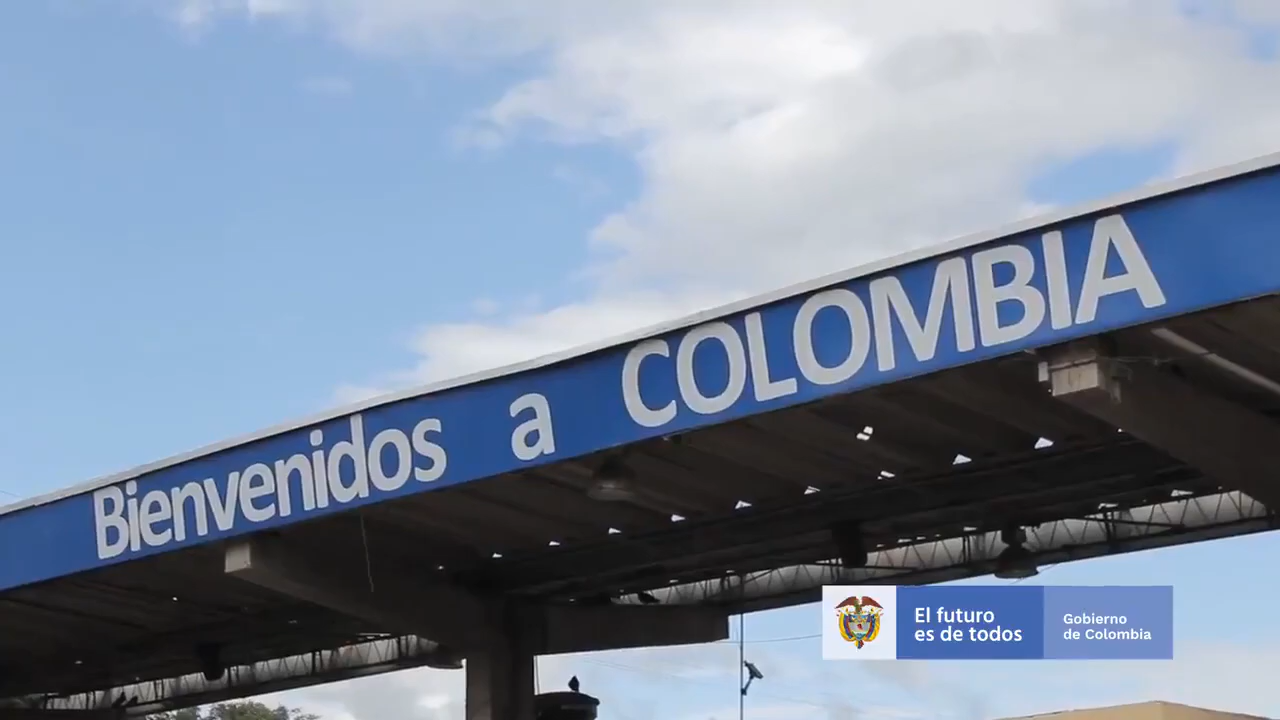 Bienvenidos a COLOMBIA
El futuro
es de todos
Gobierno
de Colombia